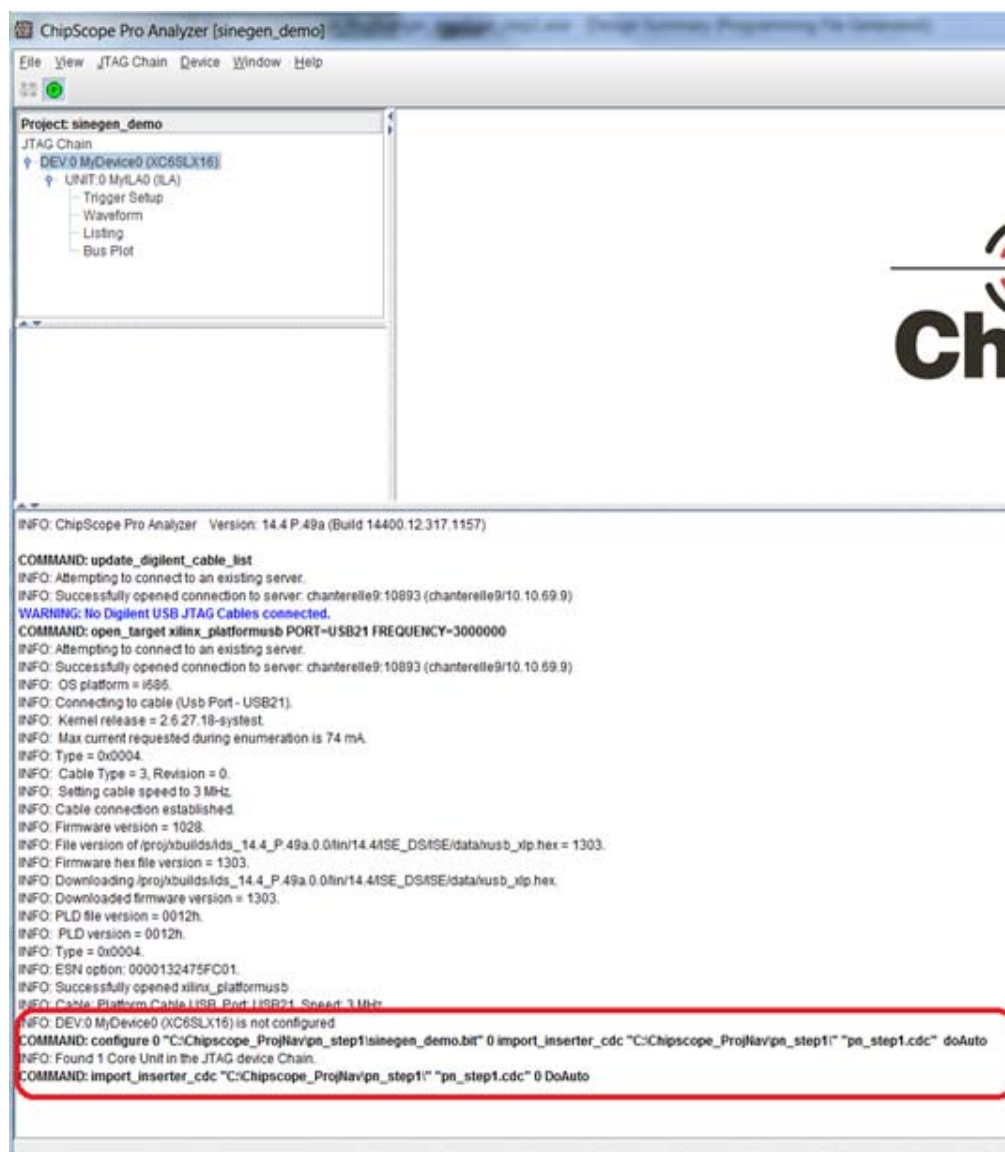 ChipScope Pro Analyzer [sinegen_demo]
File View JTAG Chain Device Window Help
Project: sinegen_demo
JTAG Chain
DEV:0 MyDevice0 (XC6SLX16)
UNIT:0 MyILA0 (ILA)
Trigger Setup
Waveform
Listing
Bus Plot
Ch
INFO: ChipScope Pro Analyzer Version: 14.4 P.49a (Build 14400.12.317.1157)
COMMAND: update_digilent_cable_list
INFO: Attempting to connect to an existing server.
INFO: Successfully opened connection to server: chanterelle9:10893 (chanterelle9/10.10.69.9)
WARNING: No Digilent USB JTAG Cables connected.
COMMAND: open_target xilinx_platformusb PORT=USB21 FREQUENCY=3000000
INFO: Attempting to connect to an existing server.
INFO: Successfully opened connection to server: chanterelle9:10893 (chanterelle9/10.10.69.9)
INFO: OS platform = i686.
INFO: Connecting to cable (Usb Port - USB21).
INFO: Kernel release = 2.6.27.18-systest.
INFO: Max current requested during enumeration is 74 mA.
INFO: Type = 0x0004.
INFO: Cable Type = 3, Revision = 0.
INFO: Setting cable speed to 3 MHz.
INFO: Cable connection established.
INFO: Firmware version = 1028.
INFO: File version of /proj/xbuilds/ids_14.4_P.49a.0.0/lin/14.4/ISE_DS/ISE/data/xusb_xlp.hex = 1303.
INFO: Firmware hex file version = 1303.
INFO: Downloading /proj/xbuilds/ids_14.4_P.49a.0.0/lin/14.4/ISE_DS/ISE/data/xusb_xlp.hex.
INFO: Downloaded firmware version = 1303.
INFO: PLD file version = 0012h.
INFO: PLD version = 0012h.
INFO: Type = 0x0004.
INFO: ESN option: 0000132475FC01.
INFO: Successfully opened xilinx_platformusb
INFO: Cable: Platform Cable USB, Port: USB21, Speed: 3 MHz
INFO: DEV:0 MyDevice0 (XC6SLX16) is not configured
COMMAND: configure 0 "C:\Chipscope_ProjNav\pn_step1\sinegen_demo.bit" 0 import_inserter_cdc "C:\Chipscope_ProjNav\pn_step1\" "pn_step1.cdc" doAuto
INFO: Found 1 Core Unit in the JTAG device Chain.
COMMAND: import_inserter_cdc "C:\Chipscope_ProjNav\pn_step1\" "pn_step1.cdc" 0 DoAuto